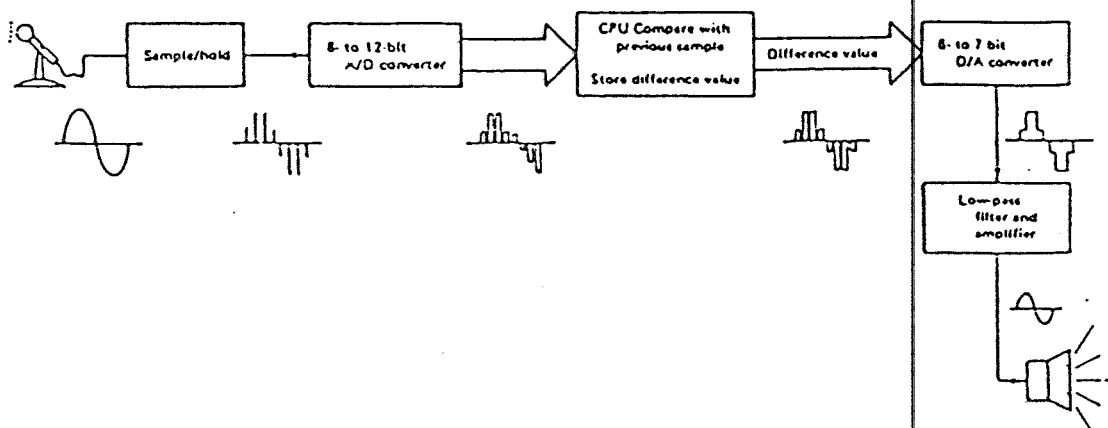 Sample/hold
8- to 12-bit
A/D converter
CPU Compare with
previous sample
Store difference value
Difference value
6- to 7 bit
D/A converter
Low-pass
filter and
amplifier